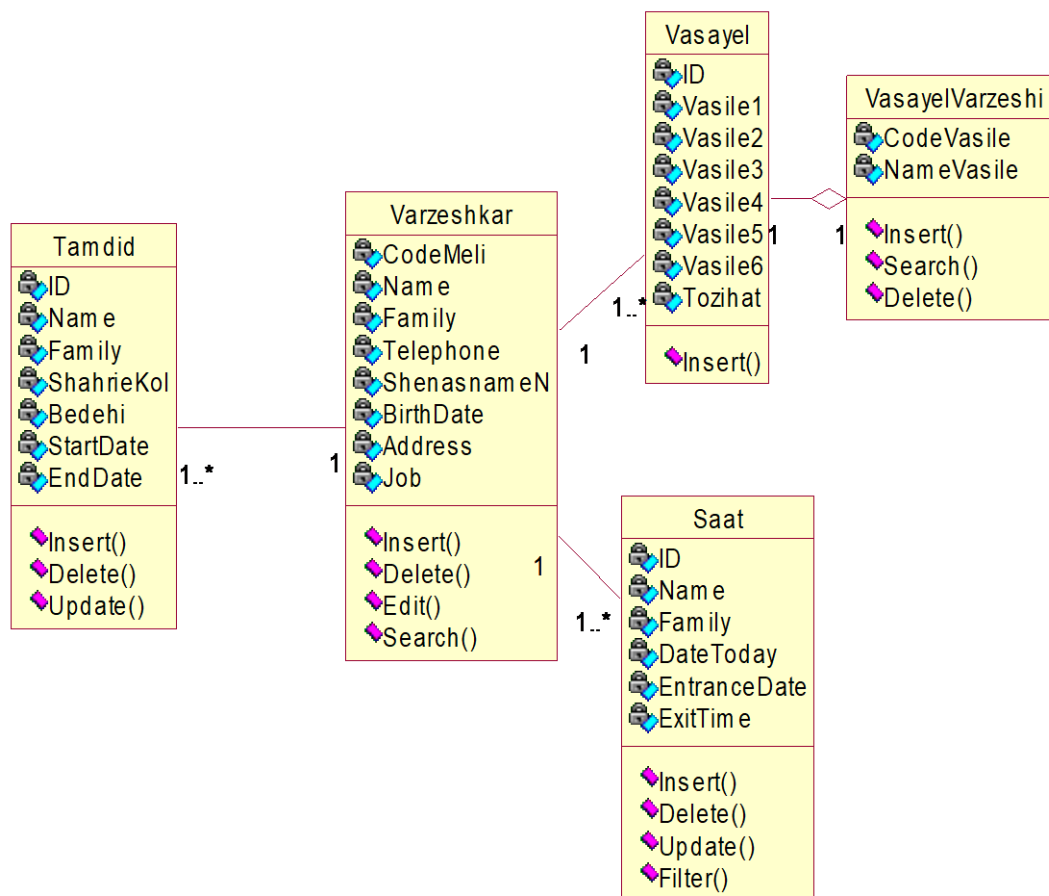 Tamdid
ID
Name
Family
ShahrieKol
Bedehi
StartDate
EndDate
Insert()
Delete()
Update()
1..*
1
Varzeshkar
CodeMeli
Name
Family
Telephone
ShenasnameN
BirthDate
Address
Job
Insert()
Delete()
Edit()
Search()
1
1..*
1
1..*
Vasayel
ID
Vasile1
Vasile2
Vasile3
Vasile4
Vasile5
Vasile6
Tozihat
Insert()
1
1
VasayelVarzeshi
CodeVasile
NameVasile
Insert()
Search()
Delete()
Saat
ID
Name
Family
DateToday
EntranceDate
ExitTime
Insert()
Delete()
Update()
Filter()